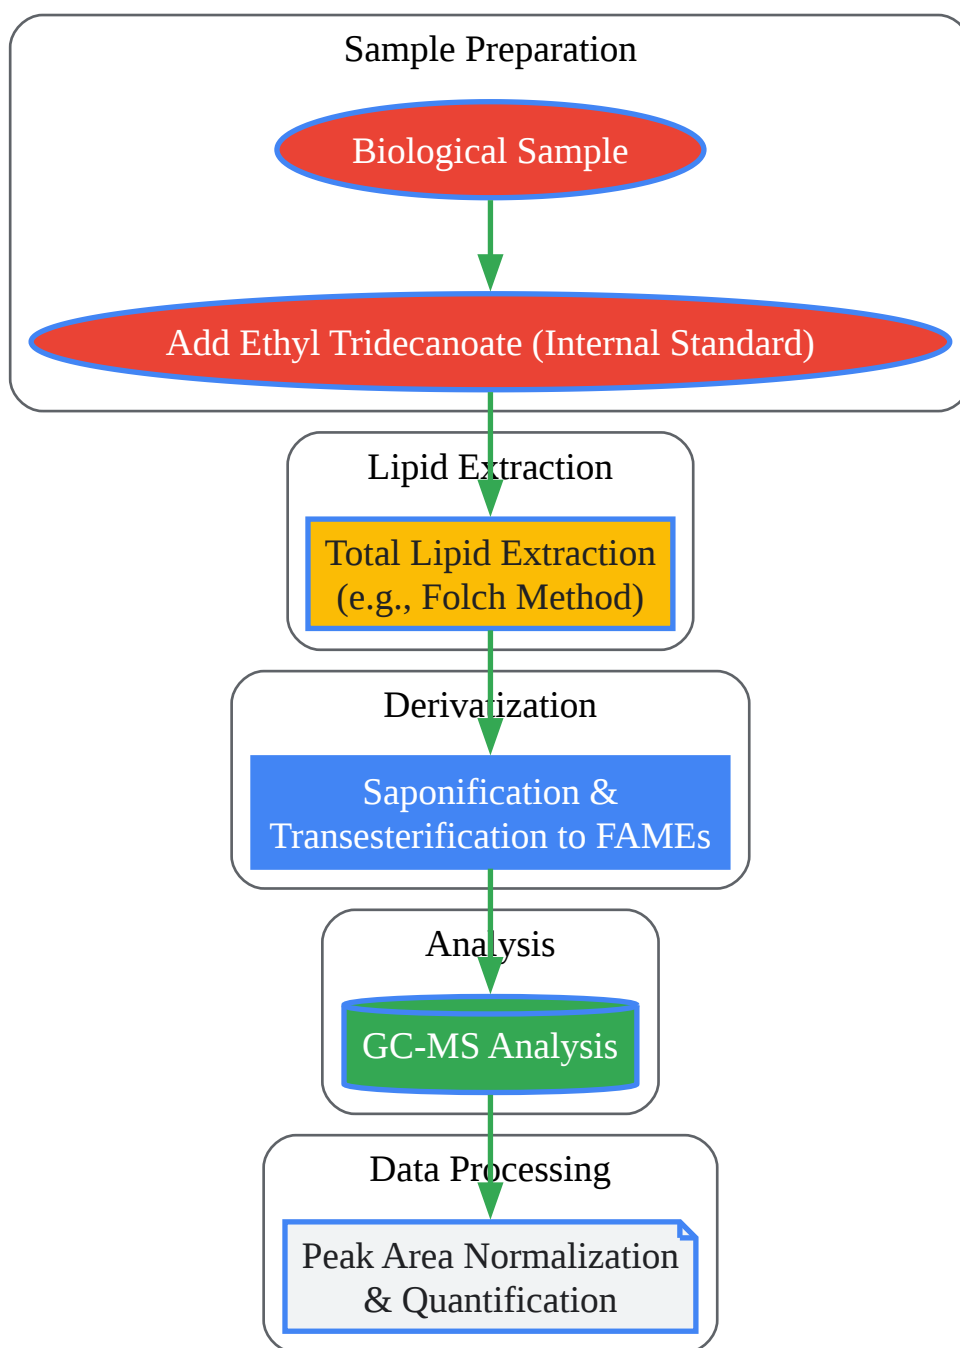 Sample Preparation
Biological Sample
Add Ethyl Tridecanoate (Internal Standard)
Lipid Extraction
Total Lipid Extraction
(e.g., Folch Method)
Derivatization
Saponification &
Transesterification to FAMEs
Analysis
GC-MS Analysis
Data Processing
Peak Area Normalization
& Quantification